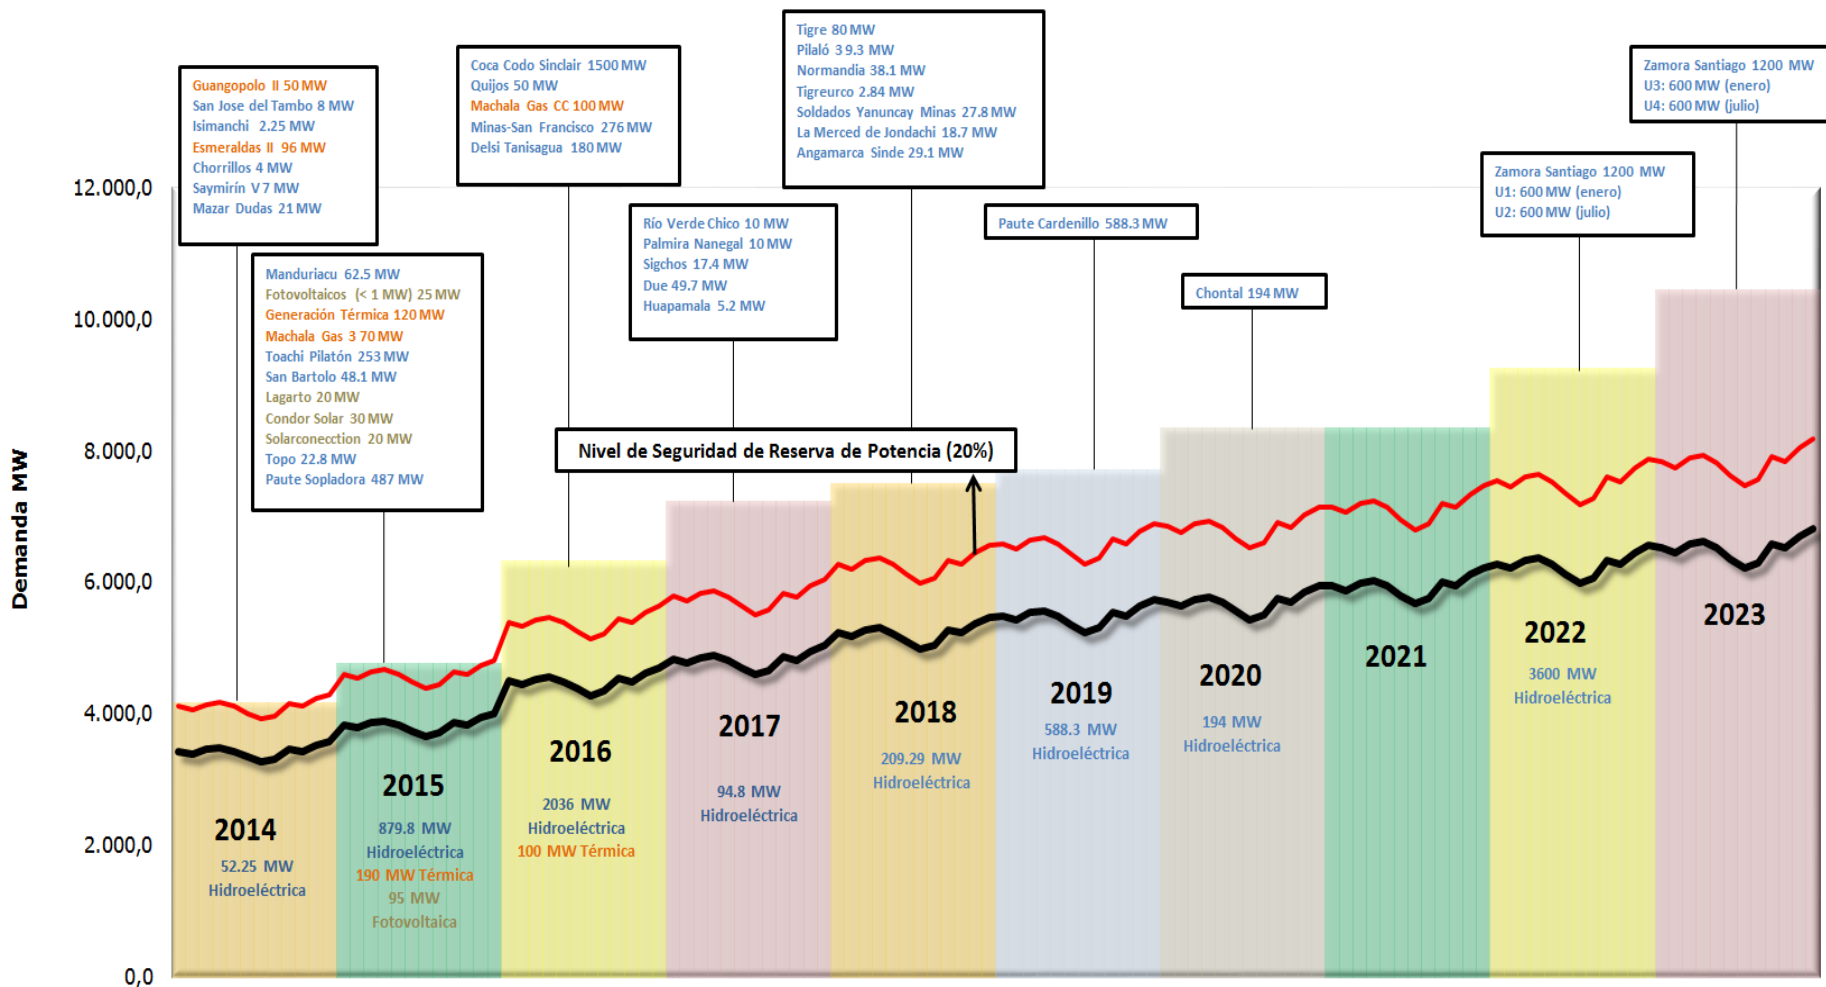 Guangopolo II 50 MW
San Jose del Tambo 8 MW
Isimanchi 2.25 MW
Esmeraldas II 96 MW
Chorrillos 4 MW
Saymirín V 7 MW
Mazar Dudas 21 MW
Manduriacu 62.5 MW
Fotovoltaicos (< 1 MW) 25 MW
Generación Térmica 120 MW
Machala Gas 3 70 MW
Toachi Pilatón 253 MW
San Bartolo 48.1 MW
Lagarto 20 MW
Condor Solar 30 MW
Solarconecction 20 MW
Topo 22.8 MW
Paute Sopladora 487 MW
Coca Codo Sinclair 1500 MW
Quijos 50 MW
Machala Gas CC 100 MW
Minas-San Francisco 276 MW
Delsi Tanisagua 180 MW
Río Verde Chico 10 MW
Palmira Nanegal 10 MW
Sigchos 17.4 MW
Due 49.7 MW
Huapamala 5.2 MW
Tigre 80 MW
Pilaló 3 9.3 MW
Normandia 38.1 MW
Tigreurco 2.84 MW
Soldados Yanuncay Minas 27.8 MW
La Merced de Jondachi 18.7 MW
Angamarca Sinde 29.1 MW
Paute Cardenillo 588.3 MW
Chontal 194 MW
Zamora Santiago 1200 MW
U1: 600 MW (enero)
U2: 600 MW (julio)
Zamora Santiago 1200 MW
U3: 600 MW (enero)
U4: 600 MW (julio)
Nivel de Seguridad de Reserva de Potencia (20%)
Demanda MW
12.000,0
10.000,0
8.000,0
6.000,0
4.000,0
2.000,0
0,0
2014
52.25 MW
Hidroeléctrica
2015
879.8 MW
Hidroeléctrica
190 MW Térmica
95 MW
Fotovoltaica
2016
2036 MW
Hidroeléctrica
100 MW Térmica
2017
94.8 MW
Hidroeléctrica
2018
209.29 MW
Hidroeléctrica
2019
588.3 MW
Hidroeléctrica
2020
194 MW
Hidroeléctrica
2021
2022
3600 MW
Hidroeléctrica
2023